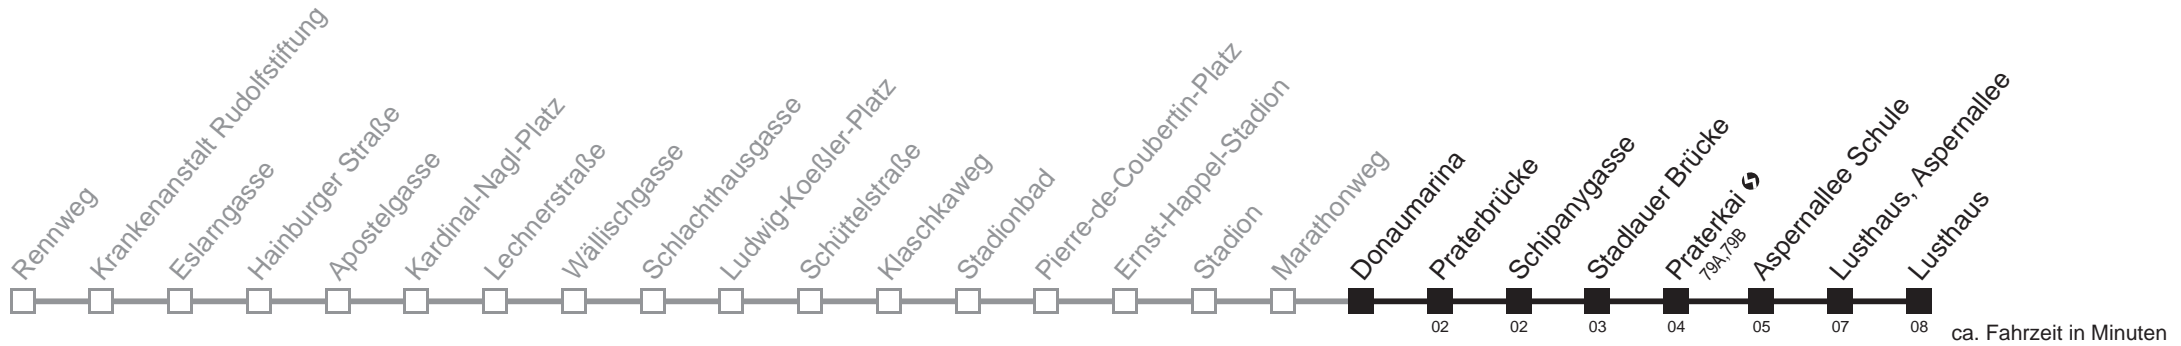 Rennweg
Krankenanstalt Rudolfstiftung
Eslarngasse
Hainburger Straße
Apostelgasse
Kardinal-Nagl-Platz
Lechnerstraße
Wällischgasse
Schlachthausgasse
Ludwig-Koeßler-Platz
Schüttelstraße
Klaschkaweg
Stadionbad
Pierre-de-Coubertin-Platz
Ernst-Happel-Stadion
Stadion
Marathonweg
Donaumarina
Praterbrücke
Schipanygasse
Stadlauer Brücke
Praterkai
79A,79B
Aspernallee Schule
Lusthaus, Aspernallee
Lusthaus
02 02 03 04 05 07 08
ca. Fahrzeit in Minuten